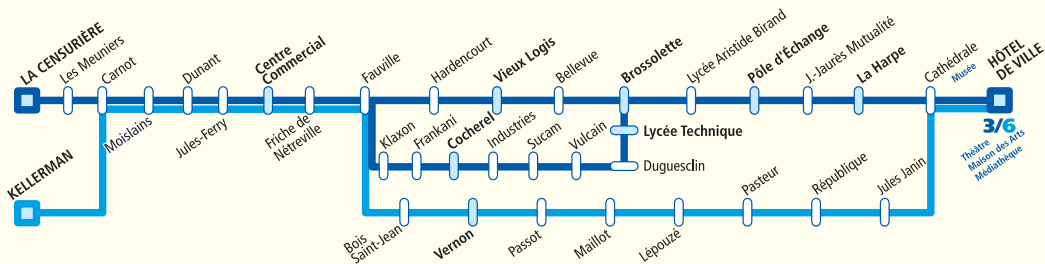 LA CENSURIÈRE
Les Meuniers
Carnot
Moislains
Dunant
Jules-Ferry
Centre
Commercial
Friche de
Nétreville
Fauville
Hardencourt
Vieux Logis
Bellevue
Brossolette
Lycée Aristide Birand
Pôle d'Échange
J.-Jaurès Mutualité
La Harpe
Cathédrale
Musée
HÔTEL
DE VILLE
3/6
Théâtre
Maison des Arts
Médiathèque
Klaxon
Frankani
Cocherel
Industries
Sucam
Vulcain
Lycée Technique
Duguesclin
KELLERMAN
Bois
Saint-Jean
Vernon
Passot
Maillot
Lépouzé
Pasteur
République
Jules Janin